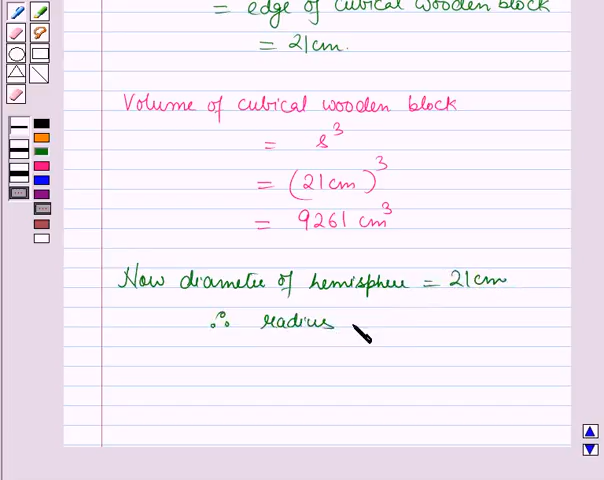 = edge of cubical wooden block
= 21cm.
Volume of cubical wooden block
= s³
= (21cm)³
= 9261 cm³
Now diameter of hemisphere = 21cm
∴ radius